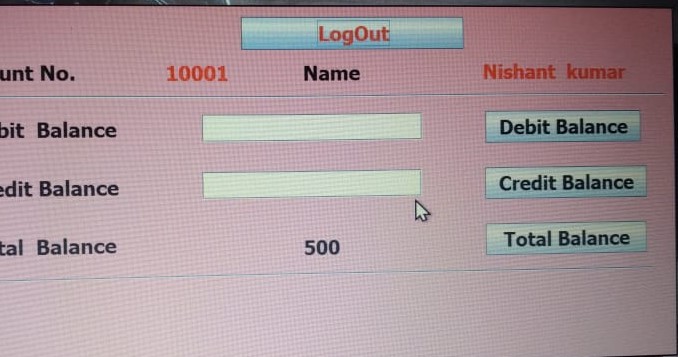 LogOut
unt No. 10001 Name Nishant kumar
bit Balance Debit Balance
edit Balance Credit Balance
tal Balance 500 Total Balance